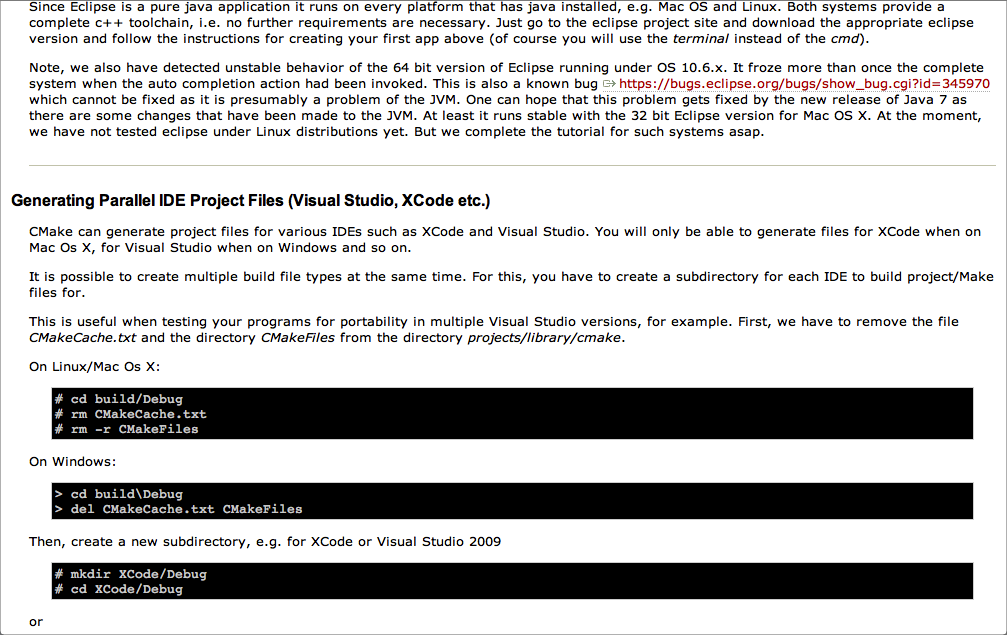 Since Eclipse is a pure java application it runs on every platform that has java installed, e.g. Mac OS and Linux. Both systems provide a
complete c++ toolchain, i.e. no further requirements are necessary. Just go to the eclipse project site and download the appropriate eclipse
version and follow the instructions for creating your first app above (of course you will use the terminal instead of the cmd).
Note, we also have detected unstable behavior of the 64 bit version of Eclipse running under OS 10.6.x. It froze more than once the complete
system when the auto completion action had been invoked. This is also a known bug https://bugs.eclipse.org/bugs/show_bug.cgi?id=345970
which cannot be fixed as it is presumably a problem of the JVM. One can hope that this problem gets fixed by the new release of Java 7 as
there are some changes that have been made to the JVM. At least it runs stable with the 32 bit Eclipse version for Mac OS X. At the moment,
we have not tested eclipse under Linux distributions yet. But we complete the tutorial for such systems asap.
Generating Parallel IDE Project Files (Visual Studio, XCode etc.)
CMake can generate project files for various IDEs such as XCode and Visual Studio. You will only be able to generate files for XCode when on
Mac Os X, for Visual Studio when on Windows and so on.
It is possible to create multiple build file types at the same time. For this, you have to create a subdirectory for each IDE to build project/Make
files for.
This is useful when testing your programs for portability in multiple Visual Studio versions, for example. First, we have to remove the file
CMakeCache.txt and the directory CMakeFiles from the directory projects/library/cmake.
On Linux/Mac Os X:
# cd build/Debug
# rm CMakeCache.txt
# rm -r CMakeFiles
On Windows:
> cd build\Debug
> del CMakeCache.txt CMakeFiles
Then, create a new subdirectory, e.g. for XCode or Visual Studio 2009
# mkdir XCode/Debug
# cd XCode/Debug
or